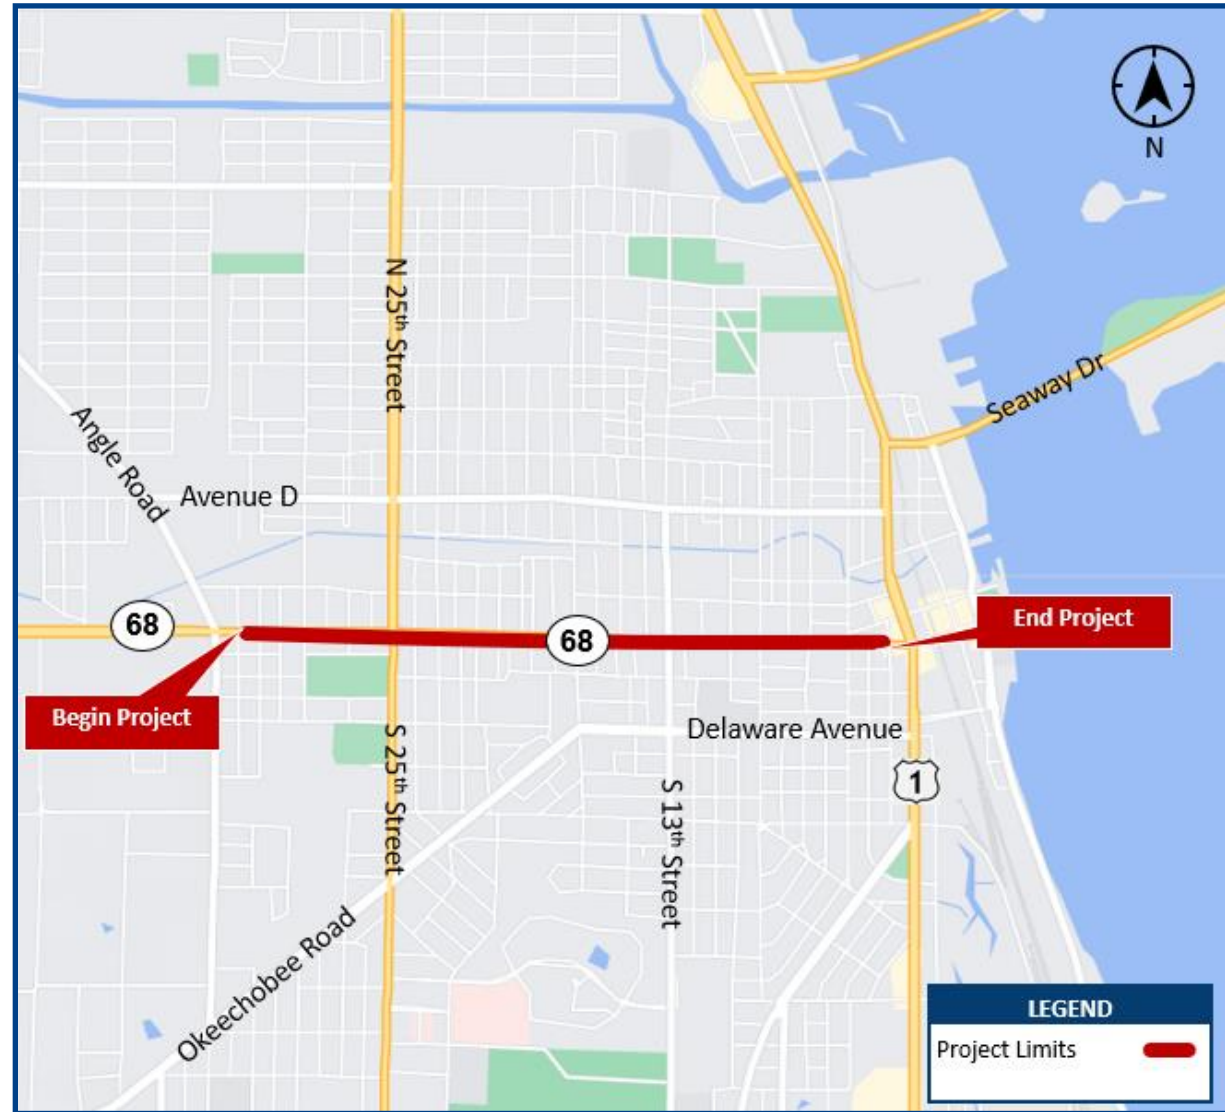 N
N 25th Street
Seaway Dr
Angle Road
Avenue D
68
68
End Project
Begin Project
S 25th Street
Delaware Avenue
1
S 13th Street
Okeechobee Road
LEGEND
Project Limits